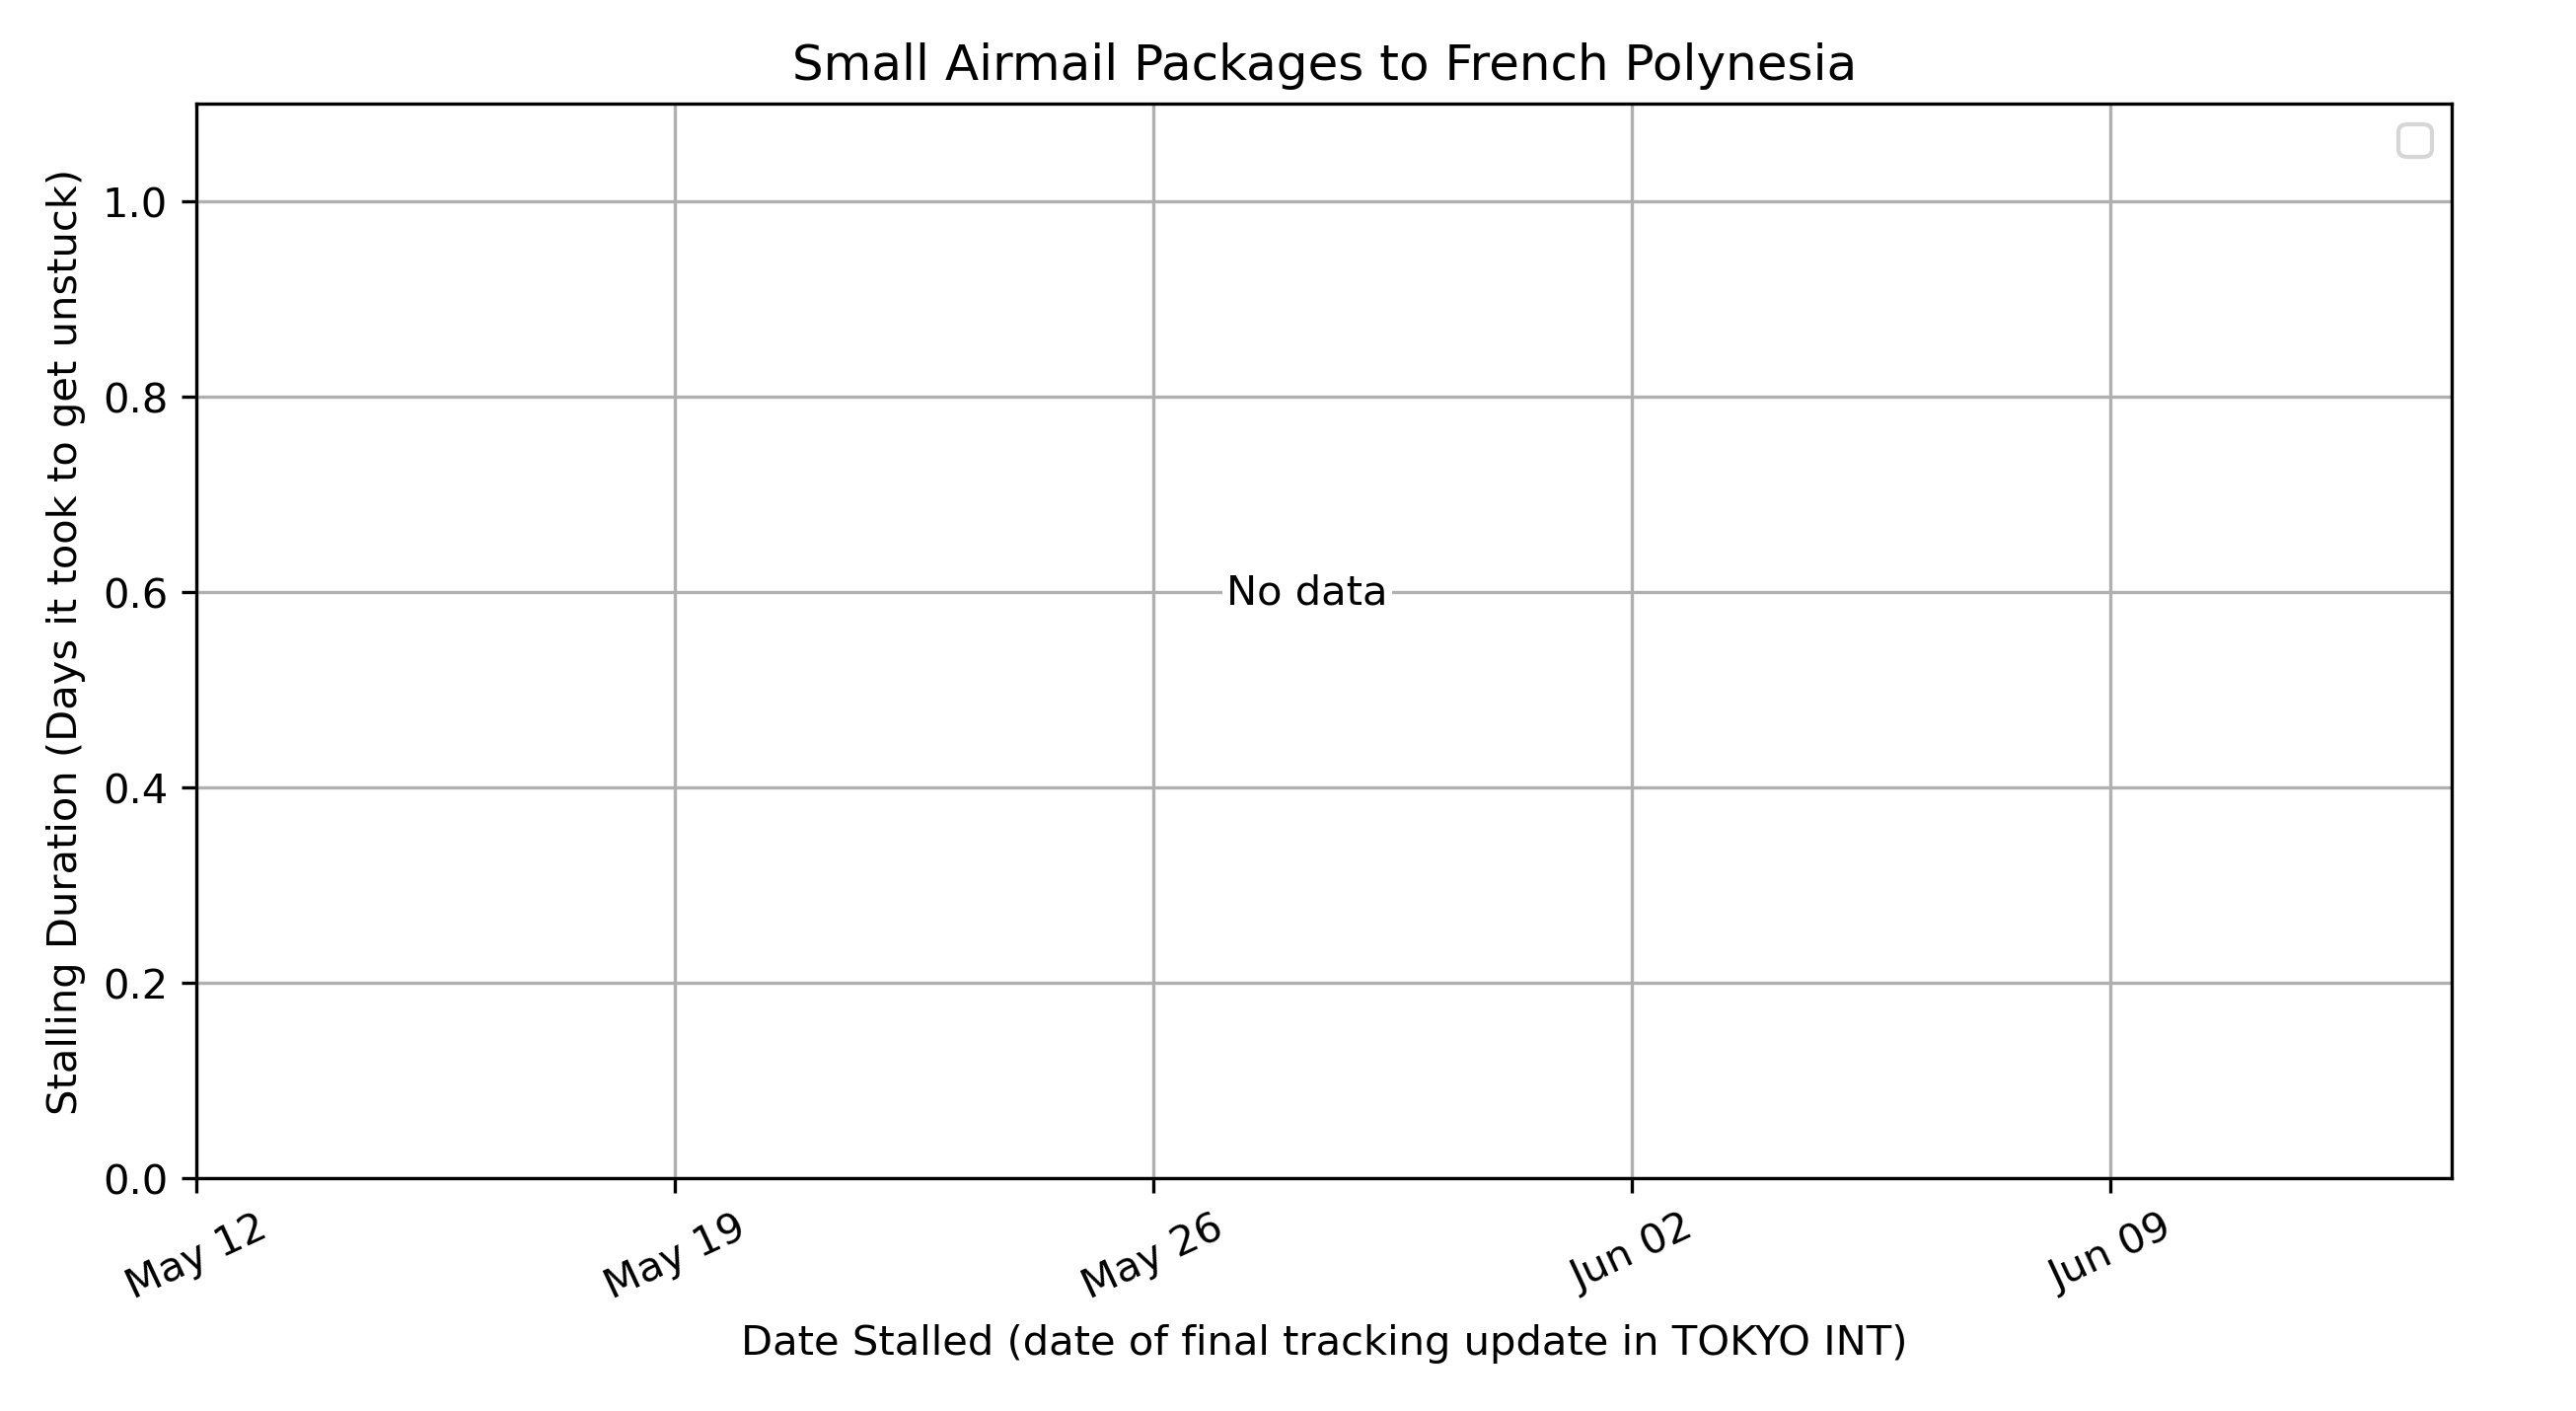 Small Airmail Packages to French Polynesia
Stalling Duration (Days it took to get unstuck)
1.0
0.8
0.6
0.4
0.2
0.0
No data
May 12
May 19
May 26
Jun 02
Jun 09
Date Stalled (date of final tracking update in TOKYO INT)